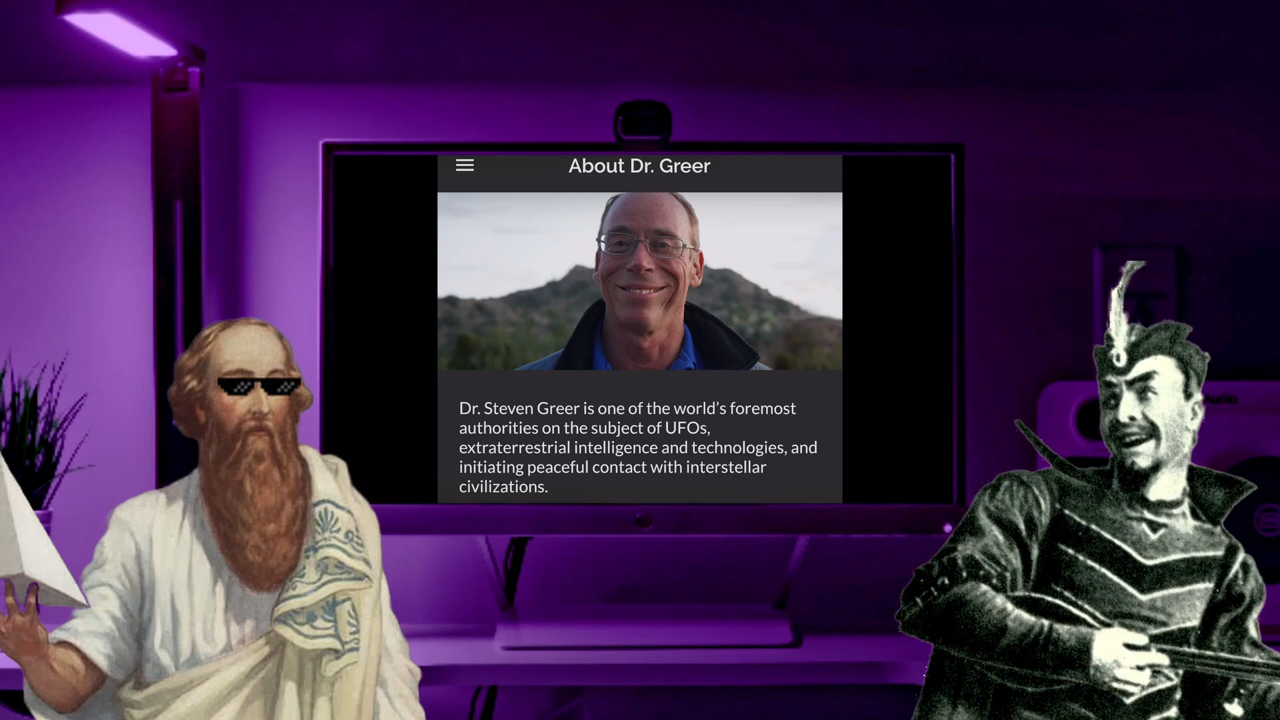 About Dr. Greer
Dr. Steven Greer is one of the world's foremost
authorities on the subject of UFOs,
extraterrestrial intelligence and technologies, and
initiating peaceful contact with interstellar
civilizations.